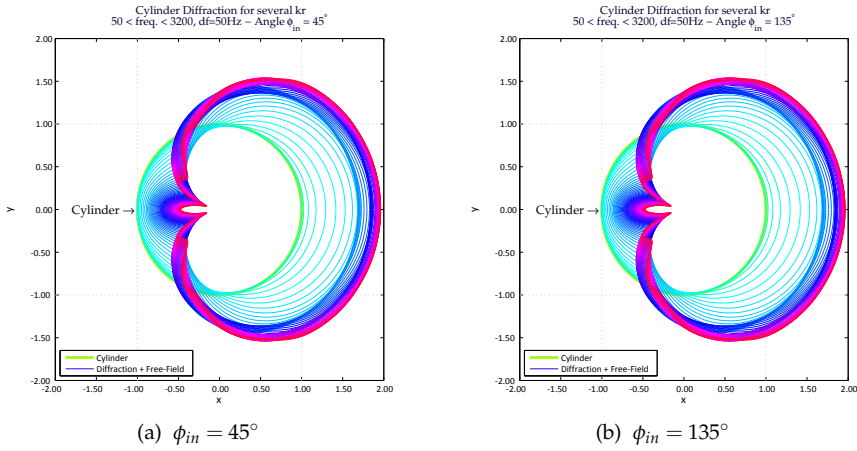 Cylinder Diffraction for several kr
50 < freq. < 3200, df=50Hz − Angle ϕin = 45°
2.00
1.50
1.00
0.50
0.00
-0.50
-1.00
-1.50
-2.00
y
Cylinder →
Cylinder
Diffraction + Free-Field
-2.00 -1.50 -1.00 -0.50 0.00 0.50 1.00 1.50 2.00
x
(a) ϕin = 45°
Cylinder Diffraction for several kr
50 < freq. < 3200, df=50Hz − Angle ϕin = 135°
2.00
1.50
1.00
0.50
0.00
-0.50
-1.00
-1.50
-2.00
y
Cylinder →
Cylinder
Diffraction + Free-Field
-2.00 -1.50 -1.00 -0.50 0.00 0.50 1.00 1.50 2.00
x
(b) ϕin = 135°